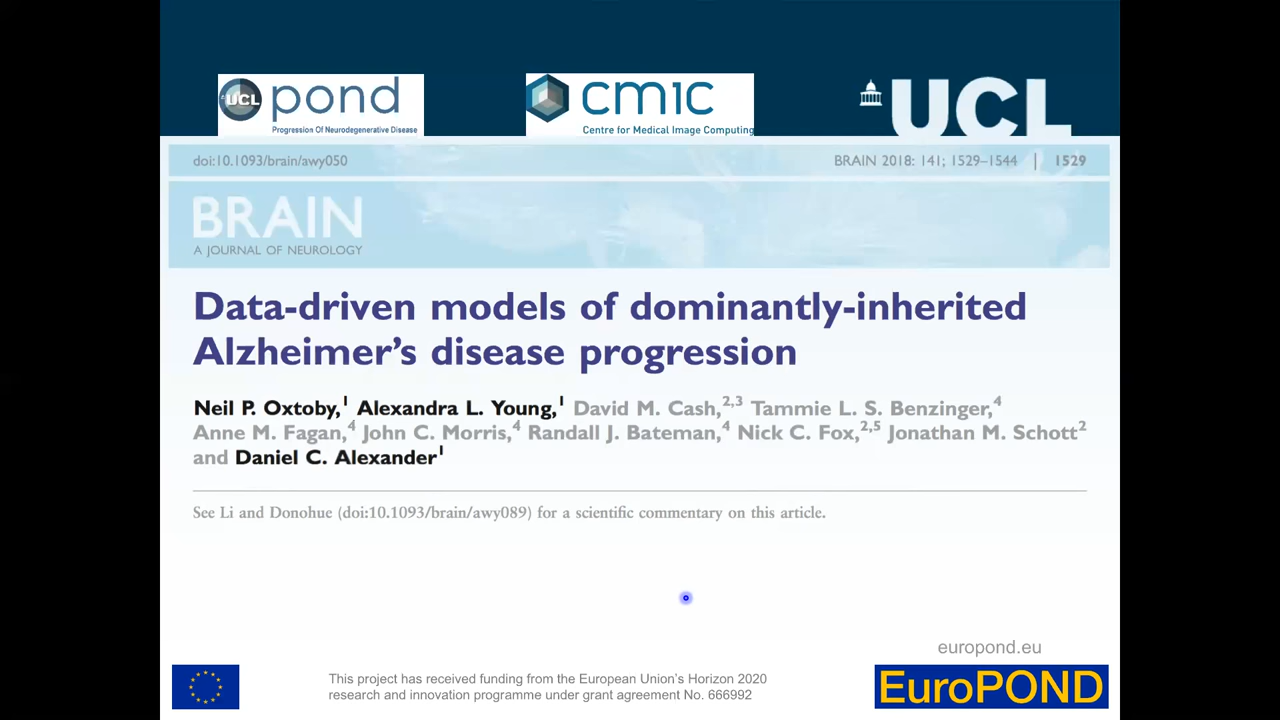 UCL pond
Progression Of Neurodegenerative Disease
cmic
Centre for Medical Image Computing
UCL
doi:10.1093/brain/awy050
BRAIN 2018: 141; 1529–1544 | 1529
BRAIN
A JOURNAL OF NEUROLOGY
Data-driven models of dominantly-inherited
Alzheimer’s disease progression
Neil P. Oxtoby,1 Alexandra L. Young,1 David M. Cash,2,3 Tammie L. S. Benzinger,4
Anne M. Fagan,4 John C. Morris,4 Randall J. Bateman,4 Nick C. Fox,2,5 Jonathan M. Schott2
and Daniel C. Alexander1
See Li and Donohue (doi:10.1093/brain/awy089) for a scientific commentary on this article.
europond.eu
This project has received funding from the European Union’s Horizon 2020
research and innovation programme under grant agreement No. 666992
EuroPOND